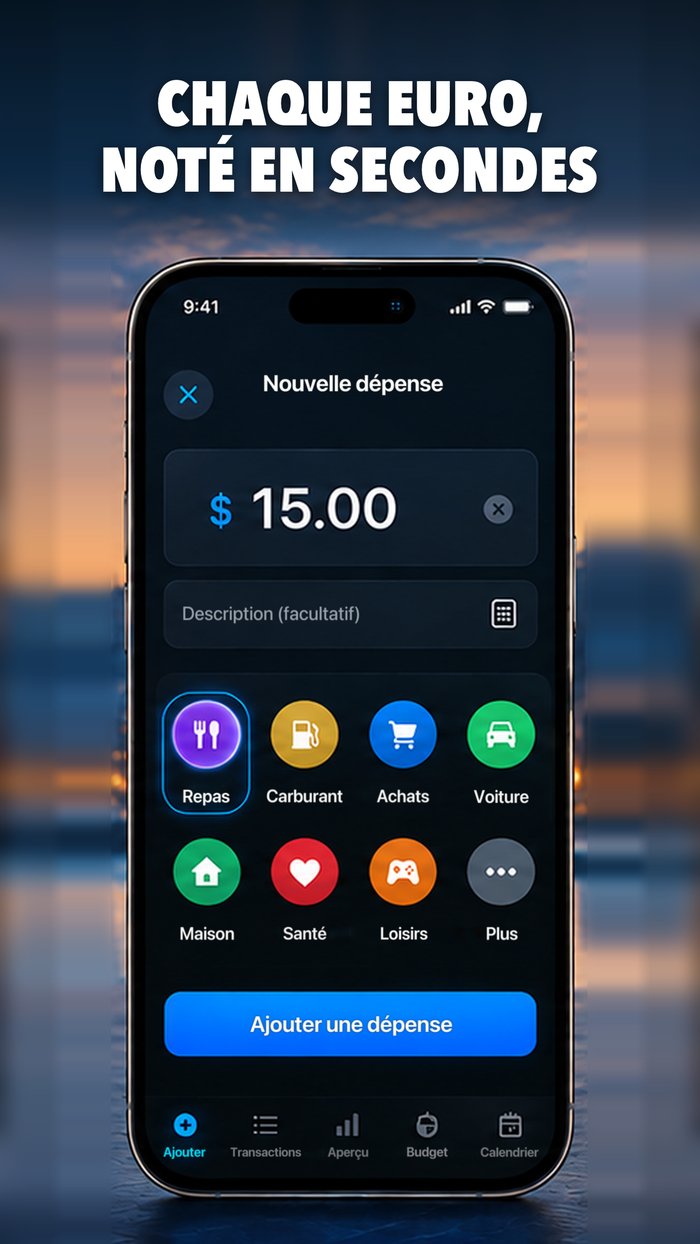 CHAQUE EURO,
NOTÉ EN SECONDES
9:41
Nouvelle dépense
$ 15.00
Description (facultatif)
Repas Carburant Achats Voiture
Maison Santé Loisirs Plus
Ajouter une dépense
Ajouter Transactions Aperçu Budget Calendrier